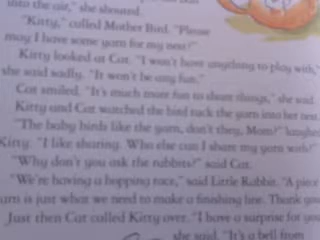 into the air," she shouted.
"Kitty," called Mother Bird. "Please
may I have some yarn for my nest?"
Kitty looked at Cat. "I won't have anything to play with,"
she said sadly. "It won't be any fun."
Cat smiled. "It's much more fun to share things," she said.
Kitty and Cat watched the bird tuck the yarn into her nest.
"The baby birds like the yarn, don't they, Mom?" laughed
Kitty. "I like sharing. Who else can I share my yarn with?"
"Why don't you ask the rabbits?" said Cat.
"We're having a hopping race," said Little Rabbit. "A piece
yarn is just what we need to make a finishing line. Thank you
Just then Cat called Kitty over. "I have a surprise for you
she said. "It's a bell from